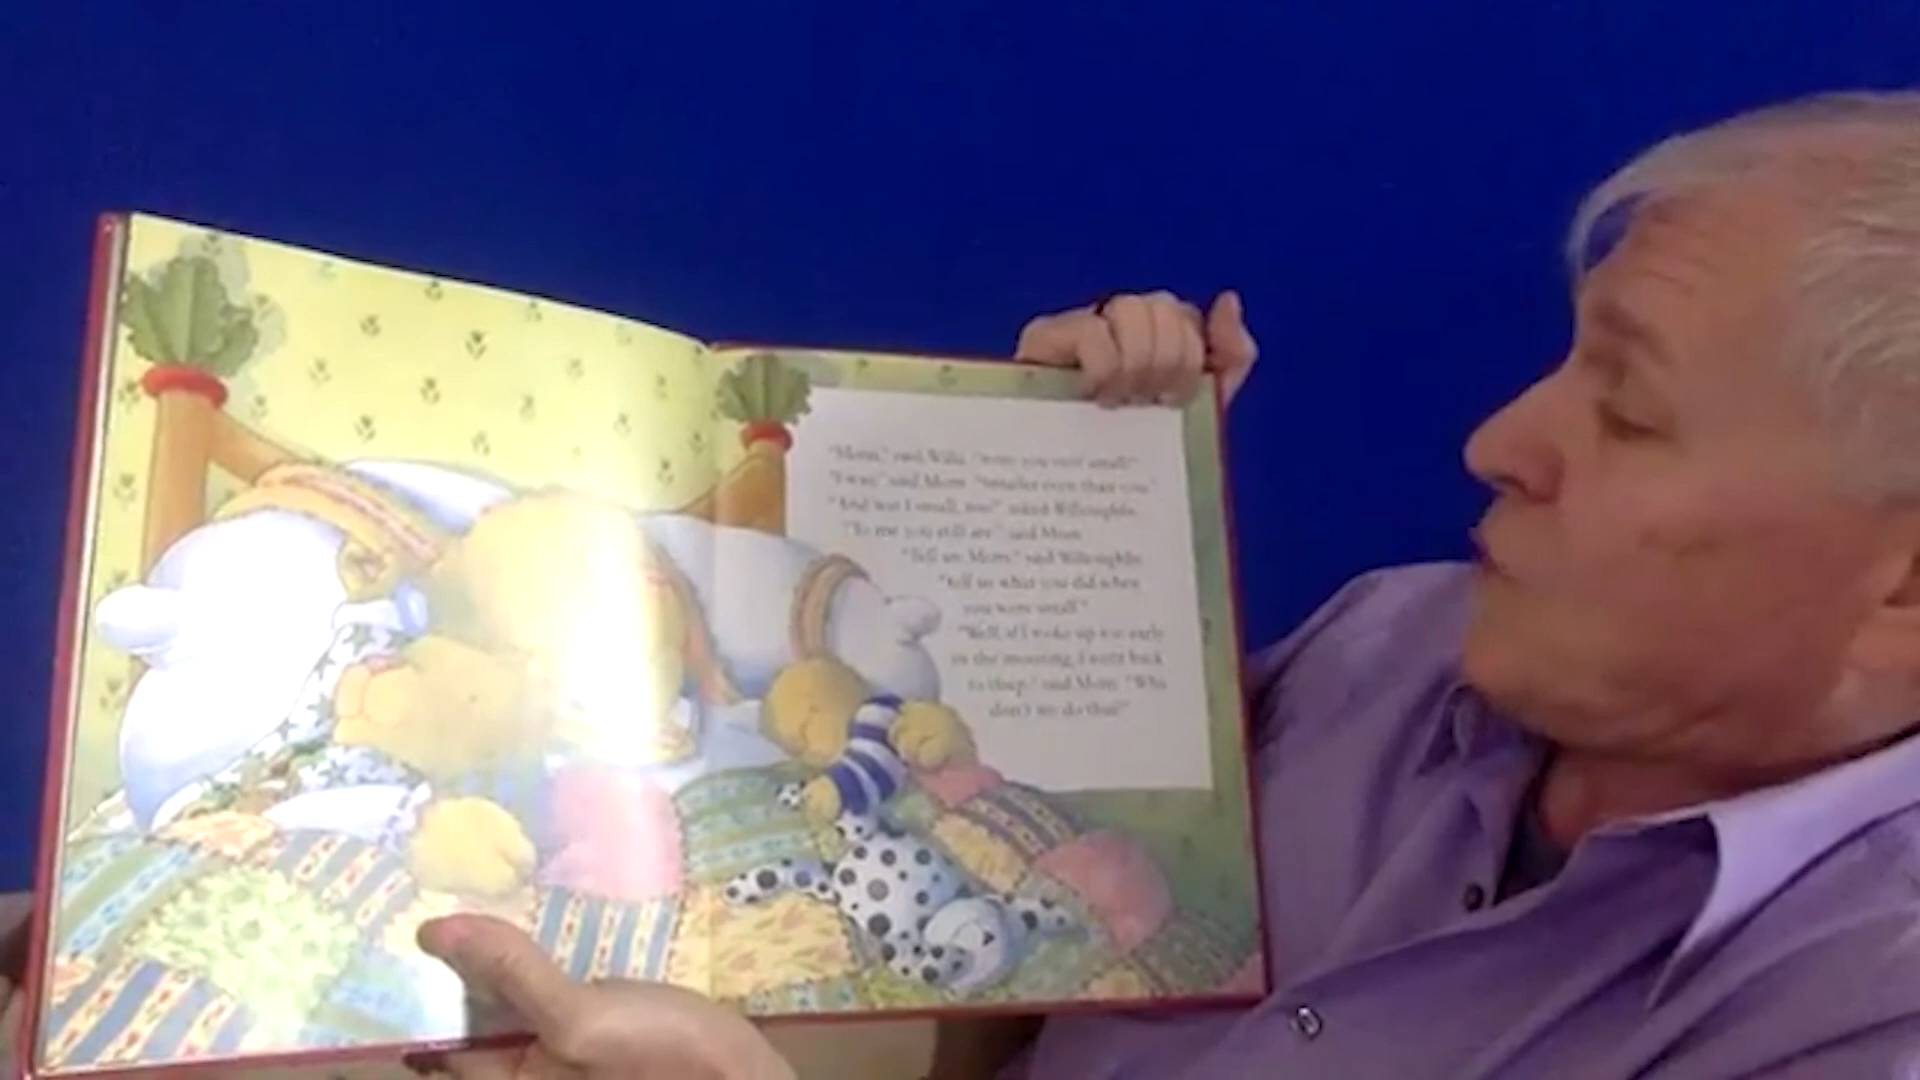 "Mom," said Willa, "were you ever small?"
"I was," said Mom. "Smaller even than you."
"And was I small, too?" asked Willoughby.
"To me you still are," said Mom.
"Tell us, Mom," said Willoughby,
"tell us what you did when
you were small."
"Well, if I woke up too early
in the morning, I went back
to sleep," said Mom. "Why
don't we do that?"